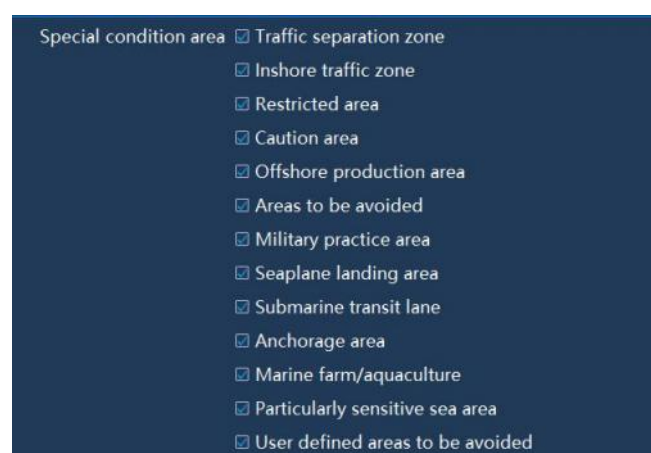 Special condition area Traffic separation zone
Inshore traffic zone
Restricted area
Caution area
Offshore production area
Areas to be avoided
Military practice area
Seaplane landing area
Submarine transit lane
Anchorage area
Marine farm/aquaculture
Particularly sensitive sea area
User defined areas to be avoided